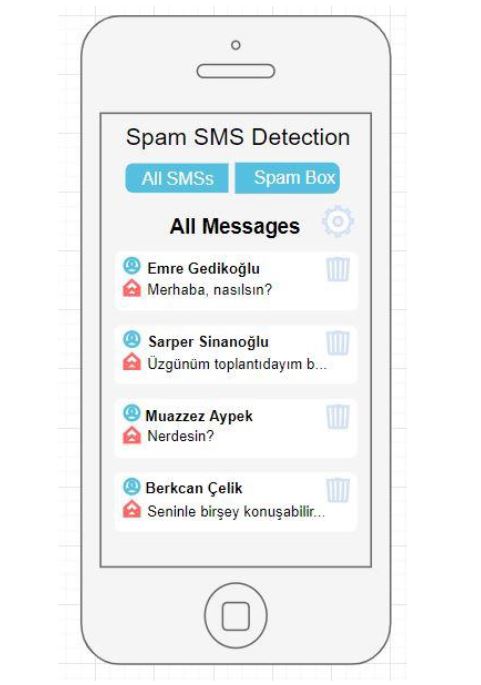 Spam SMS Detection
All SMSs
Spam Box
All Messages
Emre Gedikoğlu
Merhaba, nasılsın?
Sarper Sinanoğlu
Üzgünüm toplantıdayım b...
Muazzez Aypek
Nerdesin?
Berkcan Çelik
Seninle birşey konuşabilir...